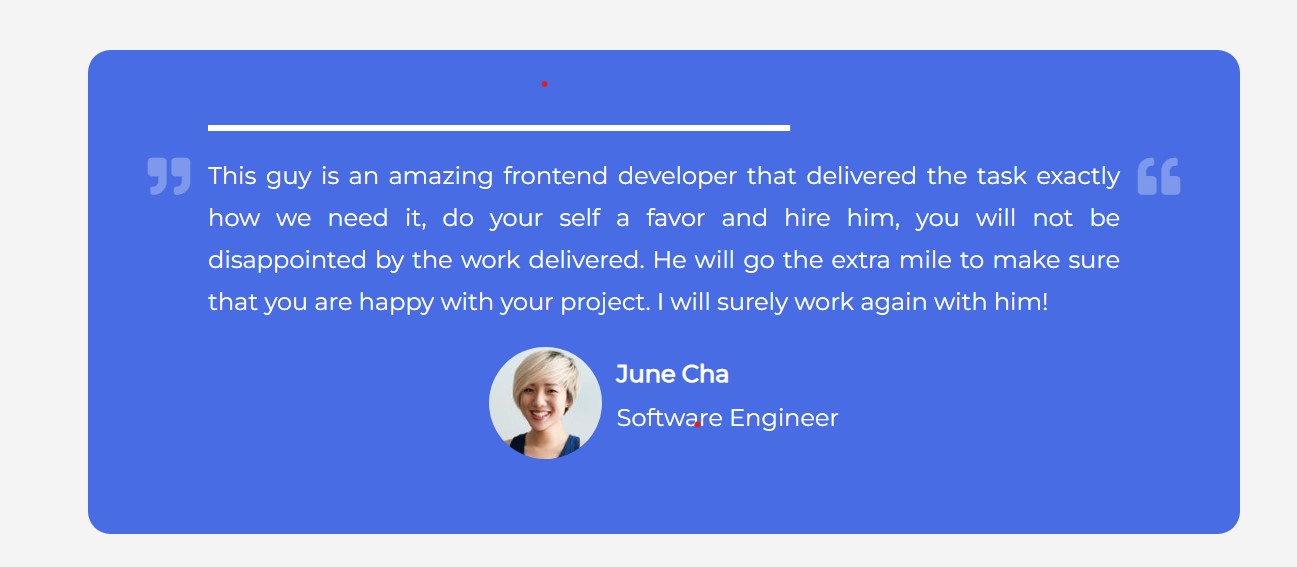 This guy is an amazing frontend developer that delivered the task exactly
how we need it, do your self a favor and hire him, you will not be
disappointed by the work delivered. He will go the extra mile to make sure
that you are happy with your project. I will surely work again with him!
June Cha
Software Engineer